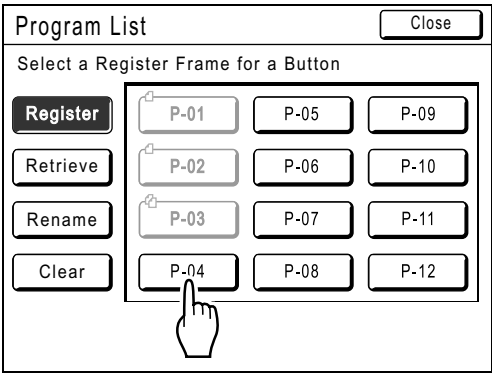 Program List Close
Select a Register Frame for a Button
Register P-01 P-05 P-09
Retrieve P-02 P-06 P-10
Rename P-03 P-07 P-11
Clear P-04 P-08 P-12